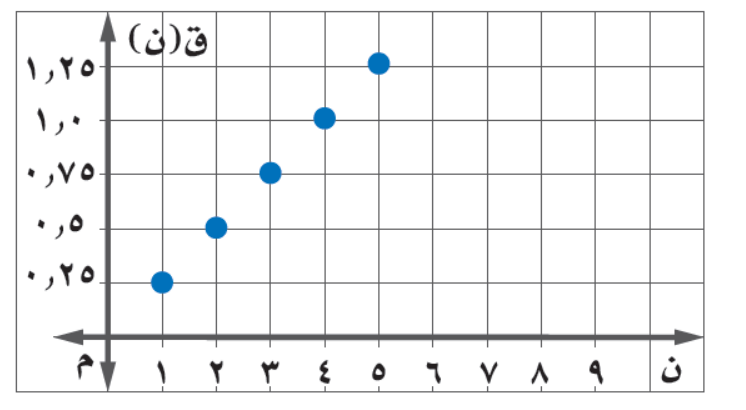 ق(ن)
١٫٢٥
١٫٠
٠٫٧٥
٠٫٥
٠٫٢٥
م ١ ٢ ٣ ٤ ٥ ٦ ٧ ٨ ٩ ن